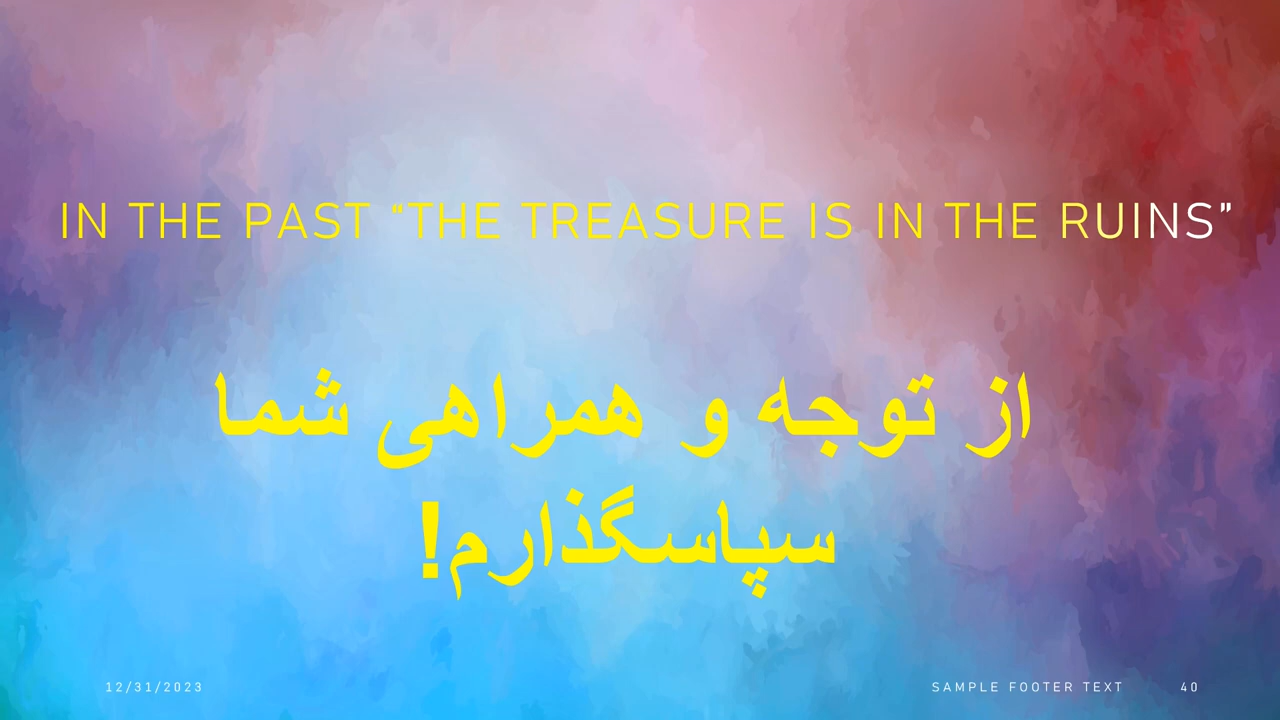 IN THE PAST “THE TREASURE IS IN THE RUINS”
از توجه و همراهی شما
سپاسگذارم!
12/31/2023 SAMPLE FOOTER TEXT 40